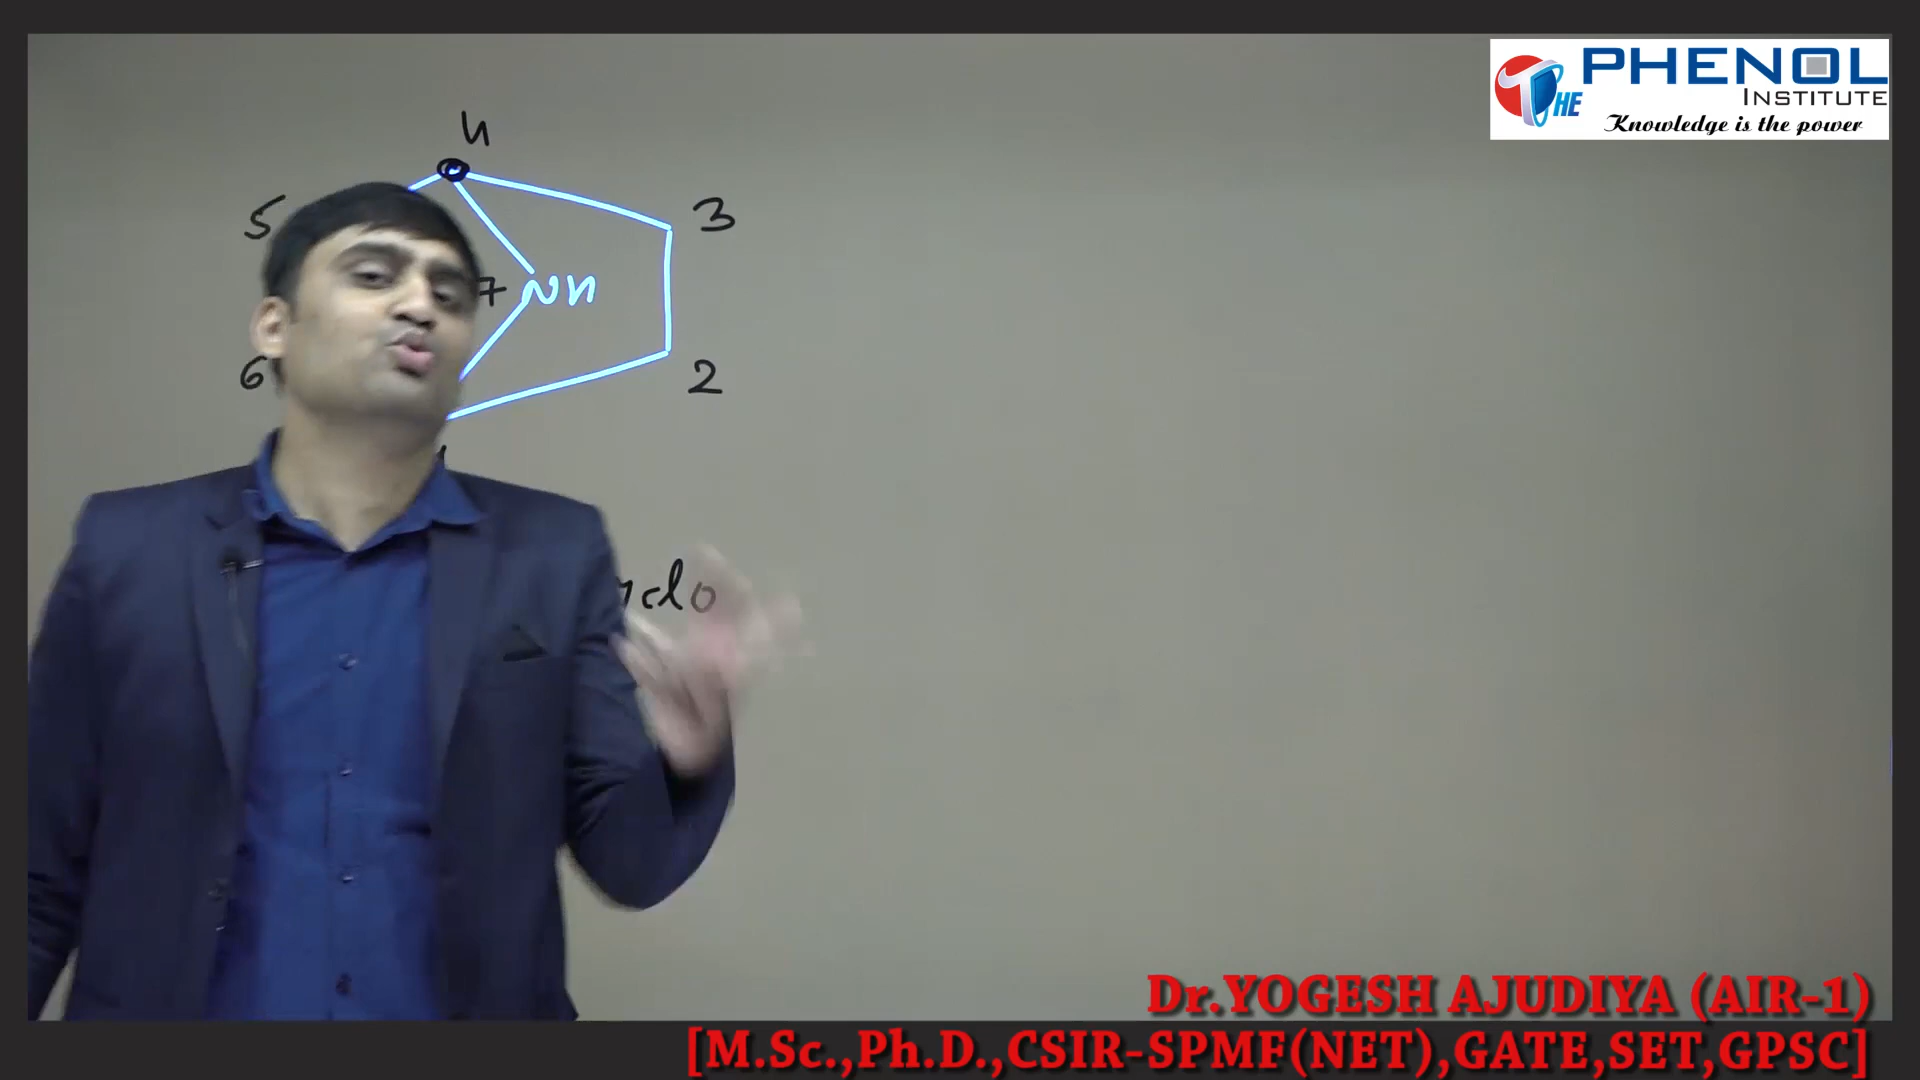 PHENOL
THE
INSTITUTE
Knowledge is the power
4
5
3
7 NH
6
2
Dr.YOGESH AJUDIYA (AIR-1)
[M.Sc.,Ph.D.,CSIR-SPMF(NET),GATE,SET,GPSC]